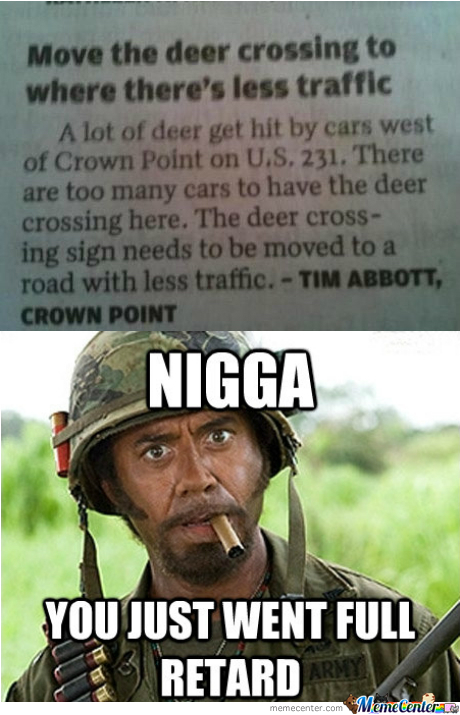 Move the deer crossing to
where there's less traffic
A lot of deer get hit by cars west
of Crown Point on U.S. 231. There
are too many cars to have the deer
crossing here. The deer cross-
ing sign needs to be moved to a
road with less traffic. – TIM ABBOTT,
CROWN POINT
NIGGA
YOU JUST WENT FULL
RETARD
ARMY
memecenter.com MemeCenter